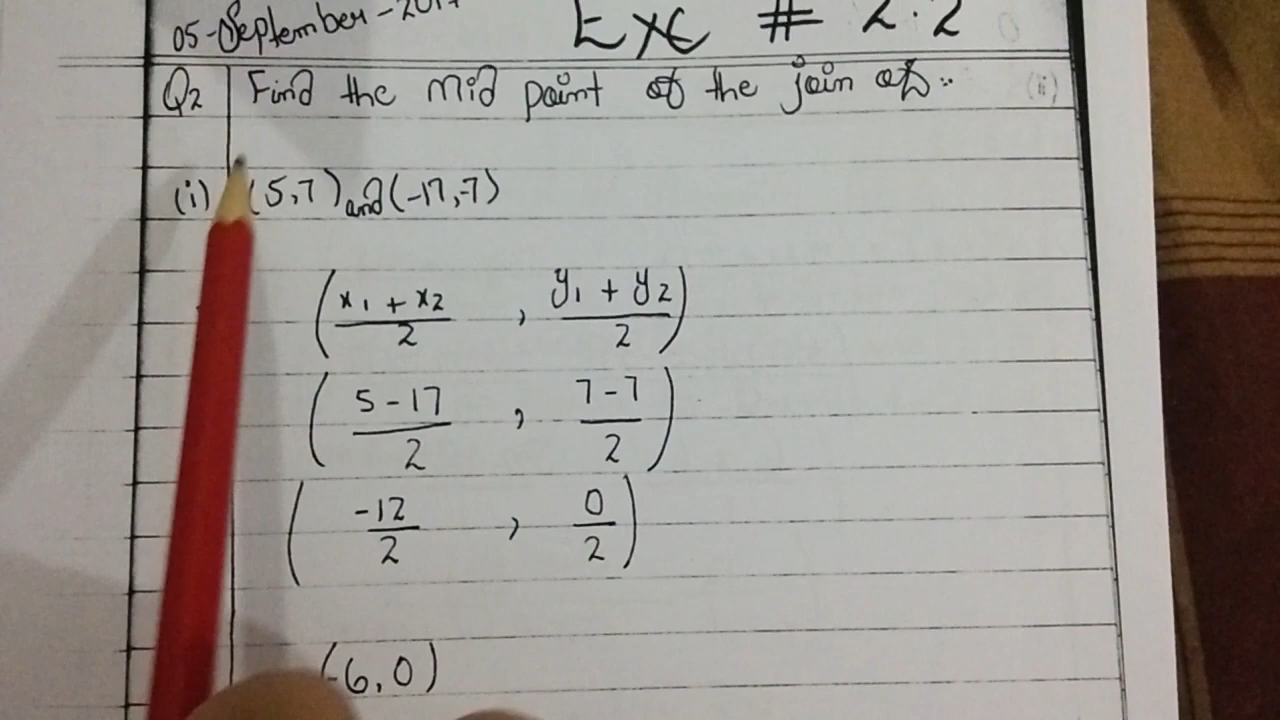 05-September-201
Exe # 2.2
Q2 Find the mid point of the join of:-
(ii)
(i) (5,7) and (-17,-7)
(x1 + x2 / 2 , y1 + y2 / 2)
(5 - 17 / 2 , 7 - 7 / 2)
(-12 / 2 , 0 / 2)
(-6,0)